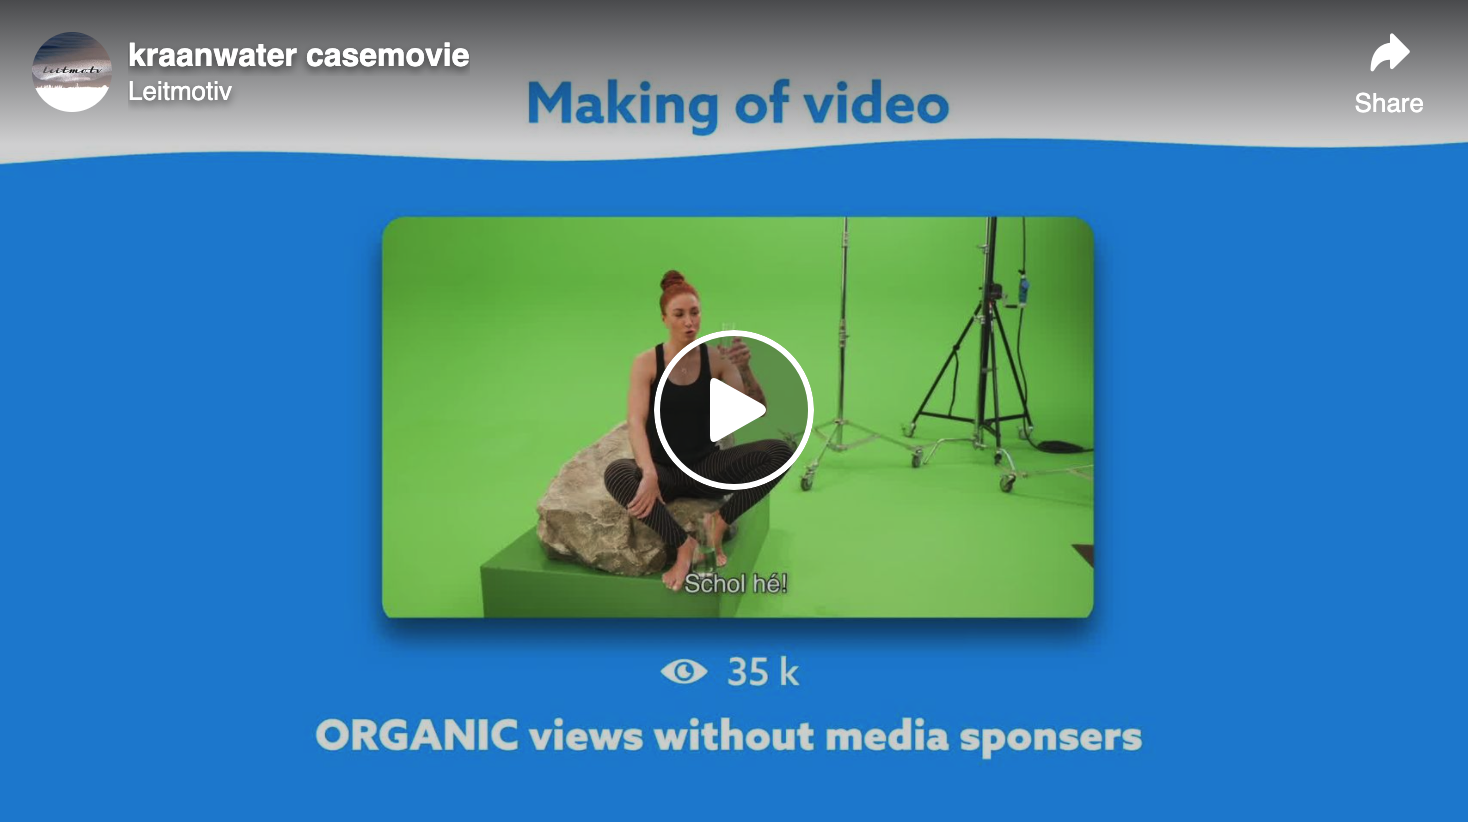 kraanwater casemovie
Leitmotiv
Leitmotiv
Share
Making of video
Schol hé!
35 k
ORGANIC views without media sponsers